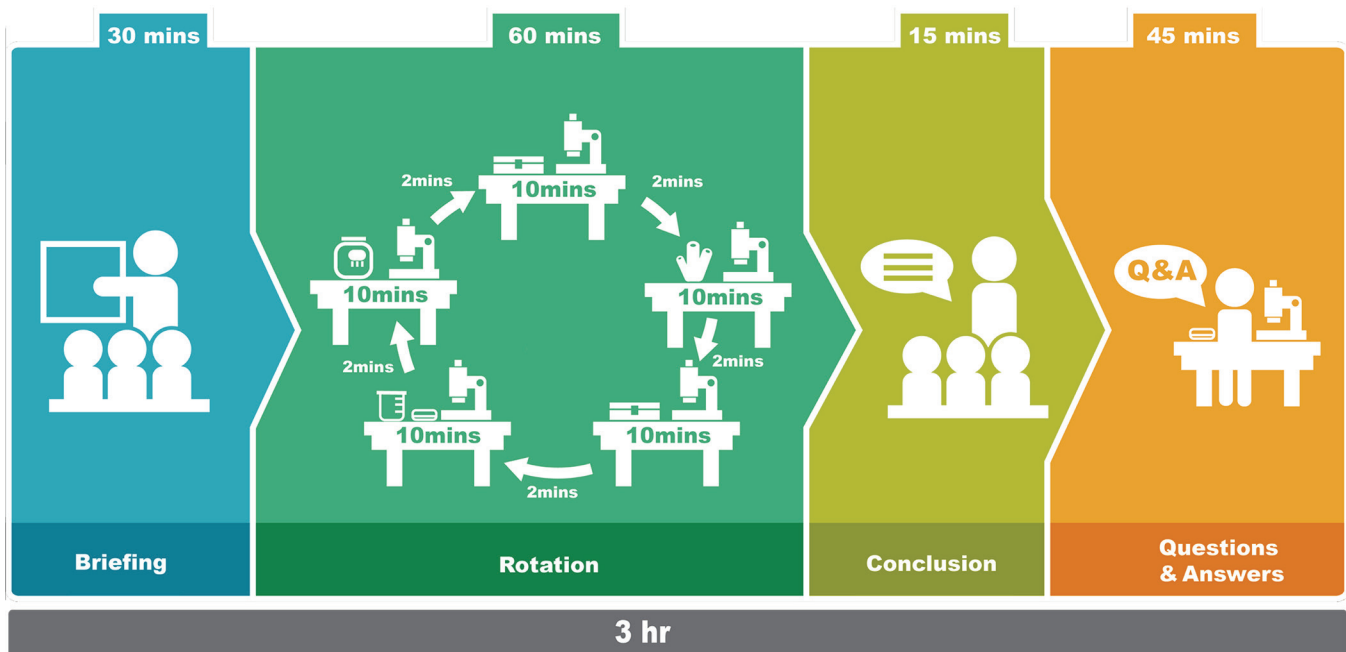 30 mins
60 mins
15 mins
45 mins
2mins
2mins
10mins
10mins
10mins
2mins
2mins
10mins
10mins
2mins
Q&A
Briefing
Rotation
Conclusion
Questions
& Answers
3 hr